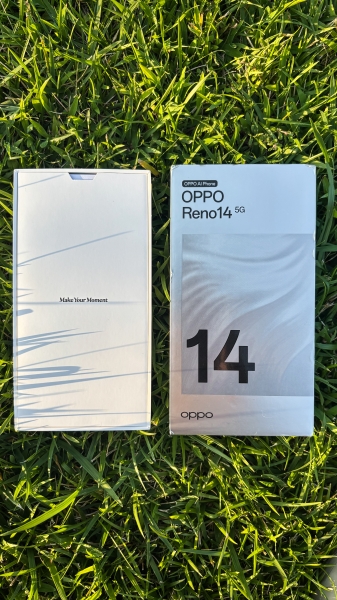 Make Your Moment
OPPO AI Phone
OPPO
Reno14 5G
14
oppo